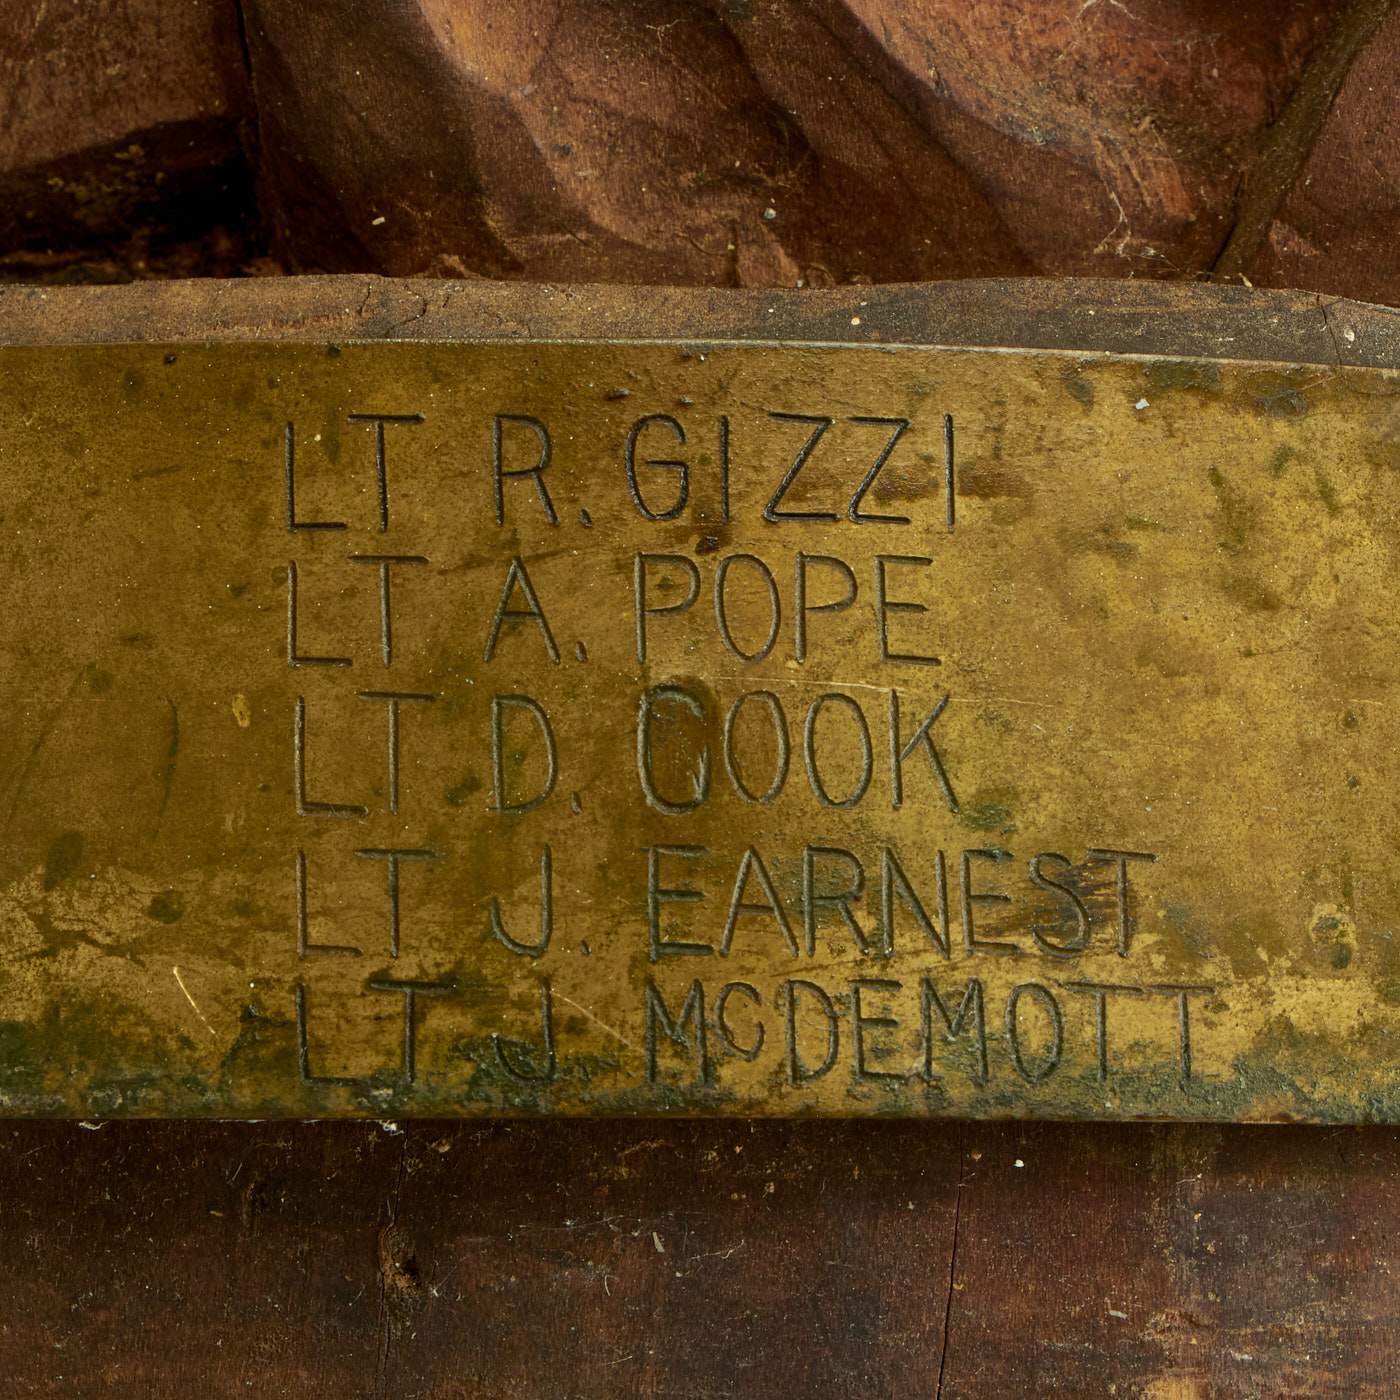 LT R. GIZZI
LT A. POPE
LT D. COOK
LT J. EARNEST
LT J. McDEMOTT